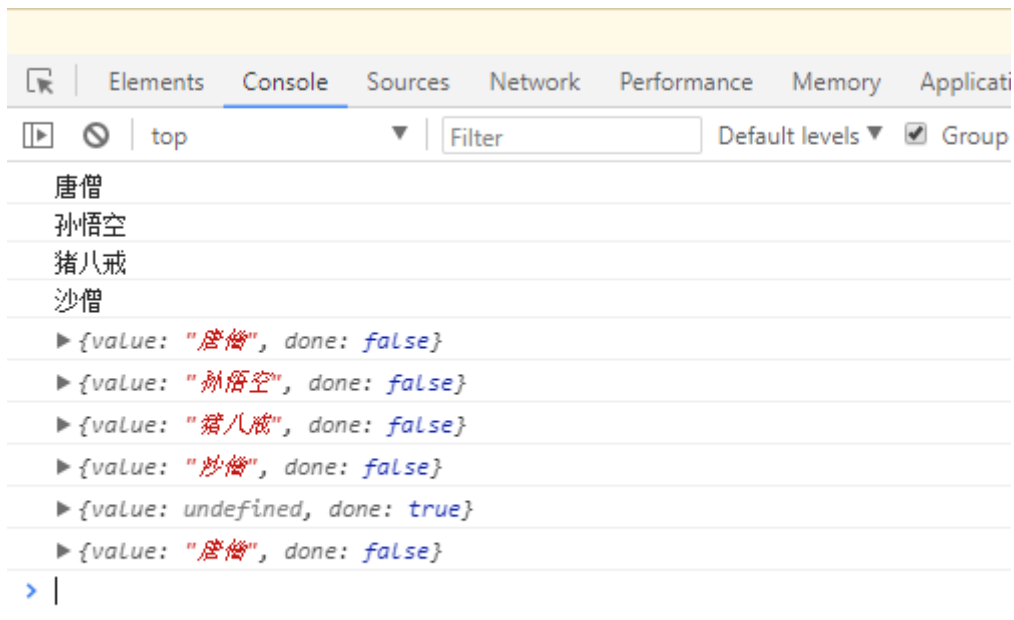 Elements Console Sources Network Performance Memory Applicati
top Filter Default levels Group
唐僧
孙悟空
猪八戒
沙僧
{value: "唐僧", done: false}
{value: "孙悟空", done: false}
{value: "猪八戒", done: false}
{value: "沙僧", done: false}
{value: undefined, done: true}
{value: "唐僧", done: false}